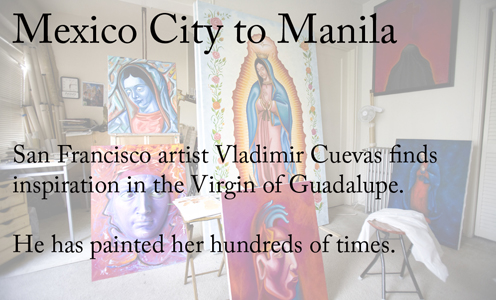 Mexico City to Manila
San Francisco artist Vladimir Cuevas finds
inspiration in the Virgin of Guadalupe.
He has painted her hundreds of times.